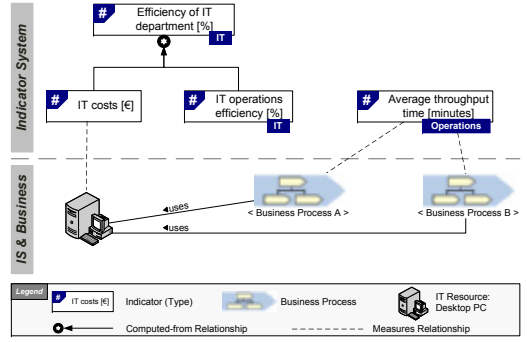 Indicator System
# Efficiency of IT
department [%]
IT
# IT costs [€]
# IT operations
efficiency [%]
IT
# Average throughput
time [minutes]
Operations
IS & Business
◄uses
< Business Process A >
< Business Process B >
◄uses
Legend
# IT costs [€]
Indicator (Type)
Business Process
IT Resource:
Desktop PC
Computed-from Relationship
Measures Relationship